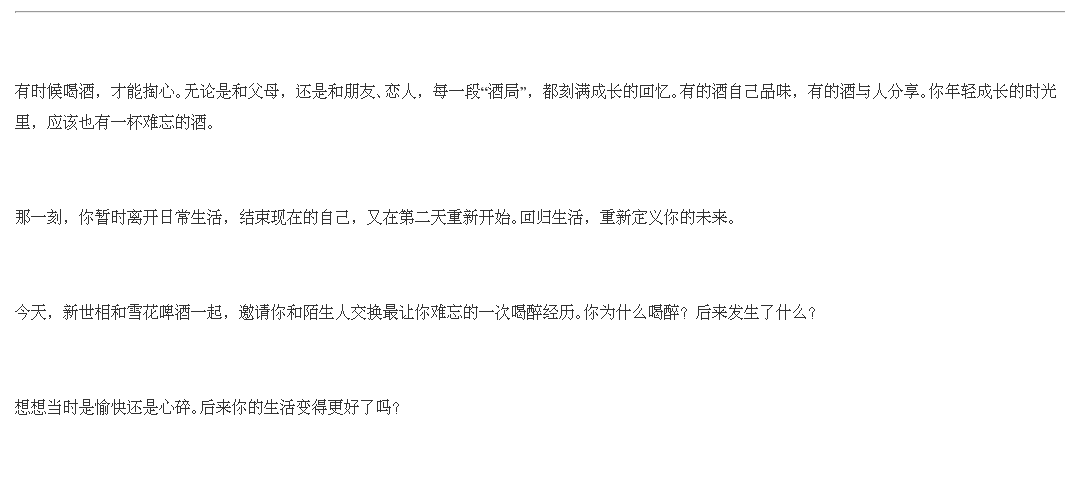 有时候喝酒，才能掏心。无论是和父母，还是和朋友、恋人，每一段“酒局”，都刻满成长的回忆。有的酒自己品味，有的酒与人分享。你年轻成长的时光
里，应该也有一杯难忘的酒。
那一刻，你暂时离开日常生活，结束现在的自己，又在第二天重新开始。回归生活，重新定义你的未来。
今天，新世相和雪花啤酒一起，邀请你和陌生人交换最让你难忘的一次喝醉经历。你为什么喝醉？后来发生了什么？
想想当时是愉快还是心碎。后来你的生活变得更好了吗？